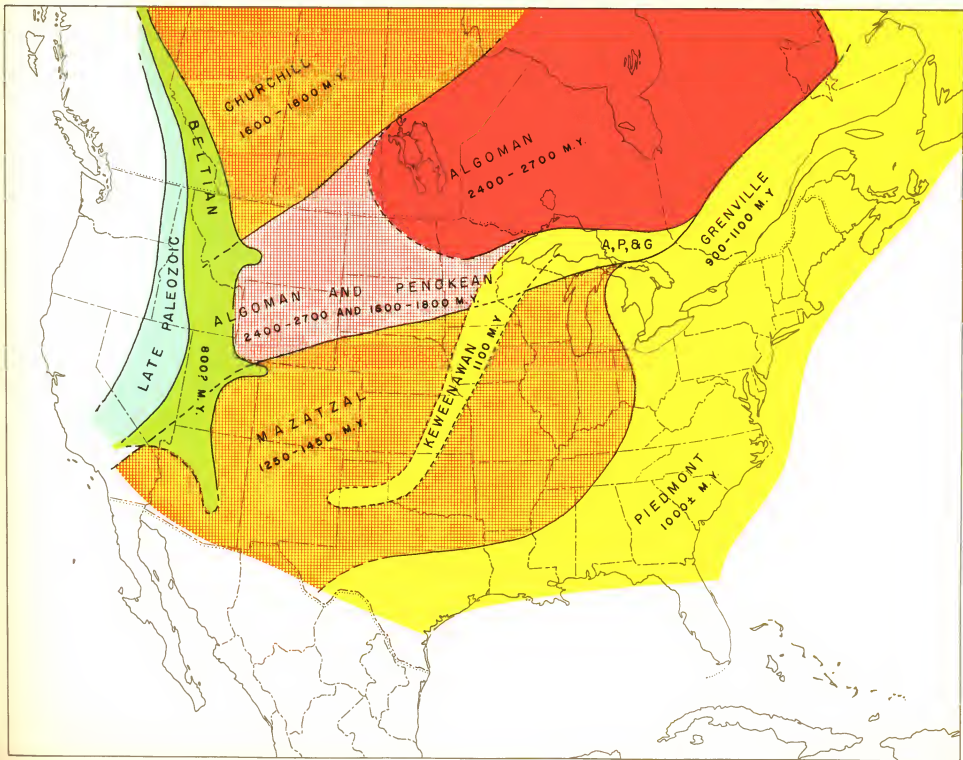 CHURCHILL
1600-1800 M.Y.
BELTIAN
800? M.Y.
LATE PALEOZOIC
ALGOMAN
2400-2700 M.Y.
GRENVILLE
900-1100 M.Y
A, P, & G
ALGOMAN AND PENOKEAN
2400-2700 AND 1600-1800 M.Y.
KEWEENAWAN
1100 M.Y
MAZATZAL
1250-1450 M.Y.
PIEDMONT
1000± M.Y.